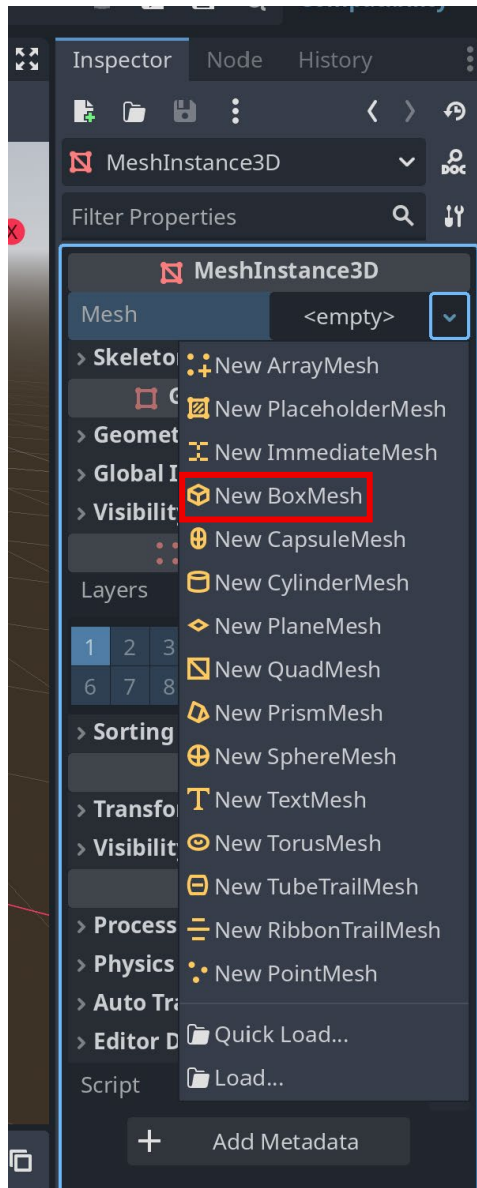 Inspector Node History
MeshInstance3D
DOC
Filter Properties
X
MeshInstance3D
Mesh <empty>
Skeleto
New ArrayMesh
New PlaceholderMesh
Geomet
New ImmediateMesh
Global I
New BoxMesh
Visibilit
New CapsuleMesh
Layers
New CylinderMesh
New PlaneMesh
1 2 3
New QuadMesh
6 7 8
New PrismMesh
Sorting
New SphereMesh
New TextMesh
Transfo
New TorusMesh
Visibilit
New TubeTrailMesh
Process
New RibbonTrailMesh
Physics
New PointMesh
Auto Tra
Editor D
Quick Load...
Script
Load...
Add Metadata